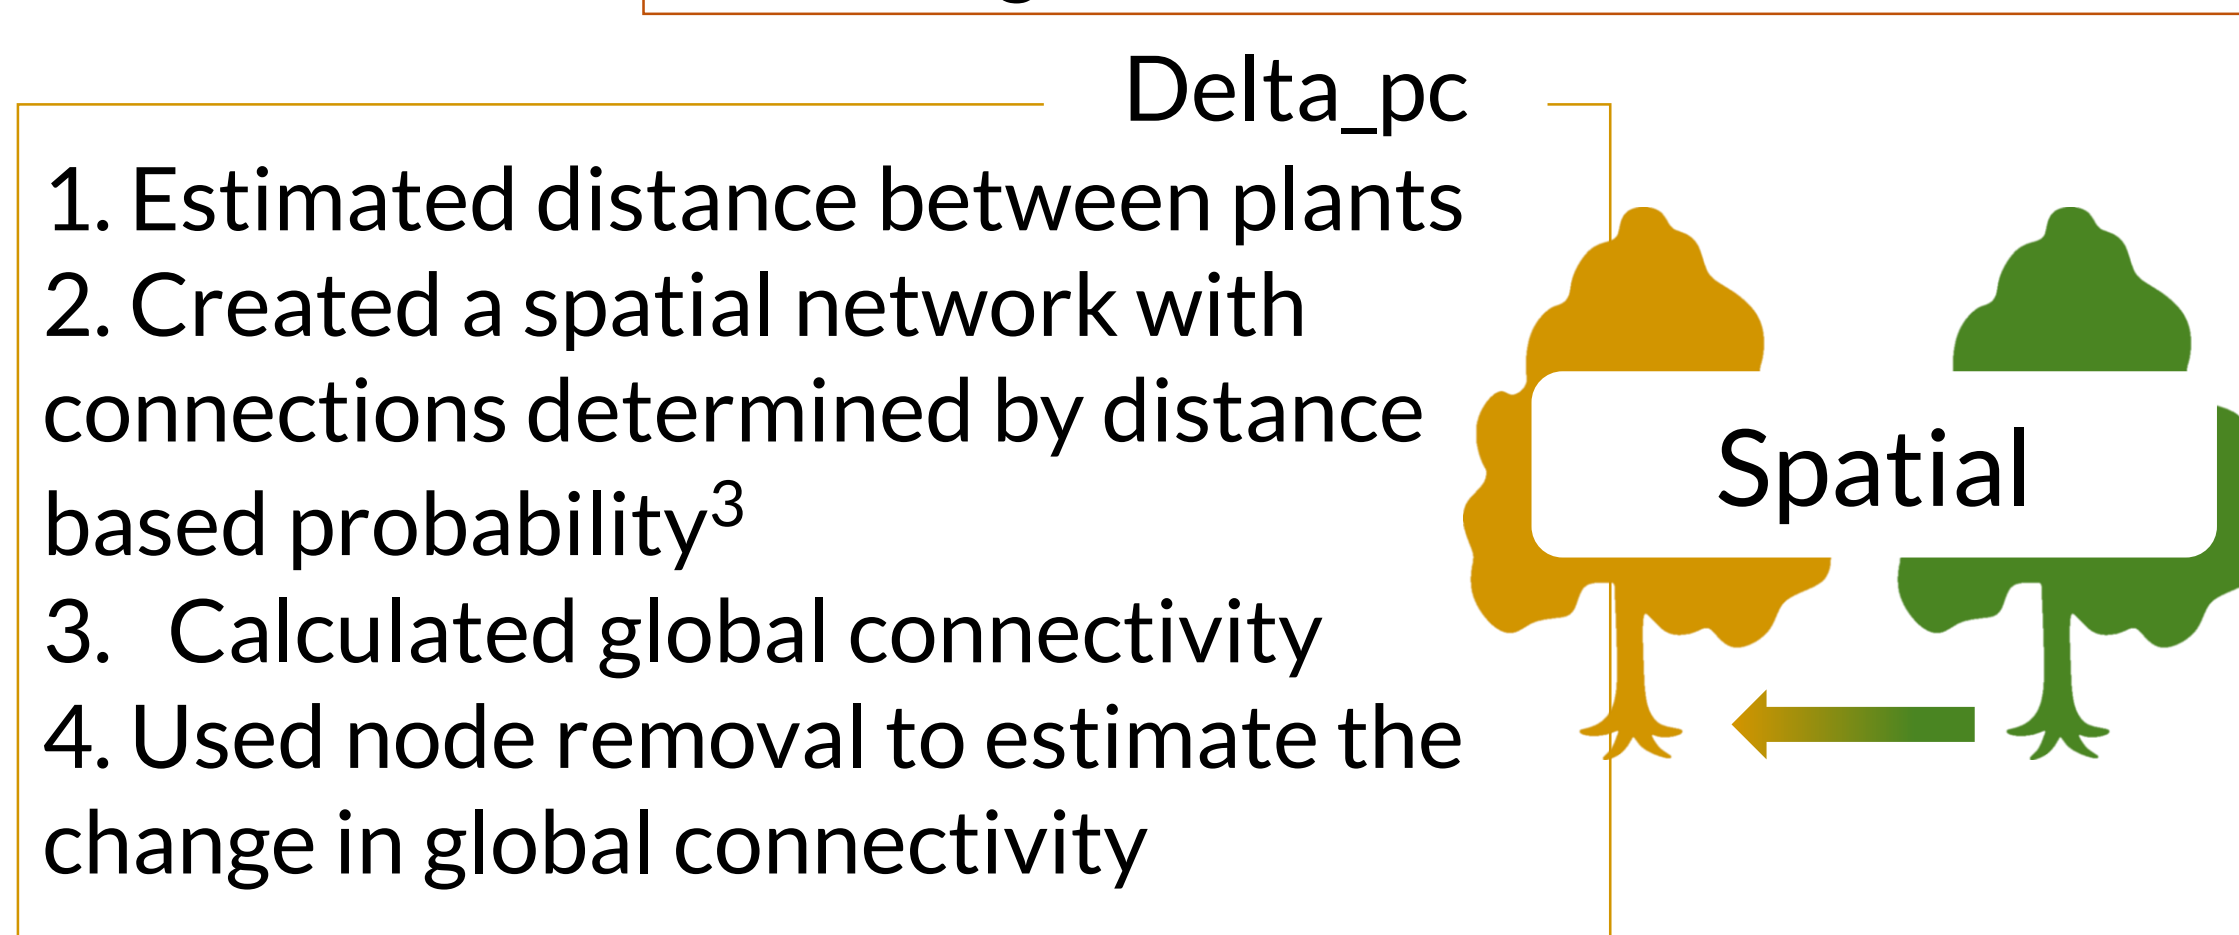 Delta_pc
1. Estimated distance between plants
2. Created a spatial network with
connections determined by distance
based probability³
3. Calculated global connectivity
4. Used node removal to estimate the
change in global connectivity
Spatial